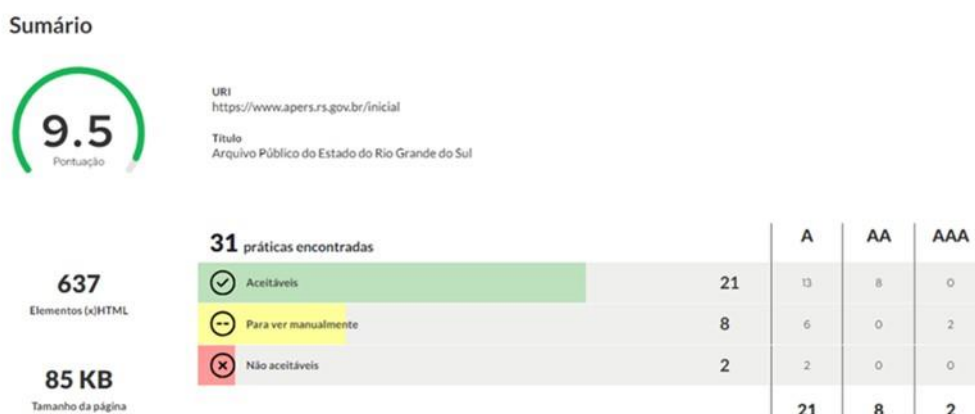 Sumário
9.5
Pontuação
URI
https://www.apers.rs.gov.br/inicial
Título
Arquivo Público do Estado do Rio Grande do Sul
637
Elementos (x)HTML
85 KB
Tamanho da página
31 práticas encontradas A AA AAA
Aceitáveis 21 13 8 0
Para ver manualmente 8 6 0 2
Não aceitáveis 2 2 0 0
21 8 2